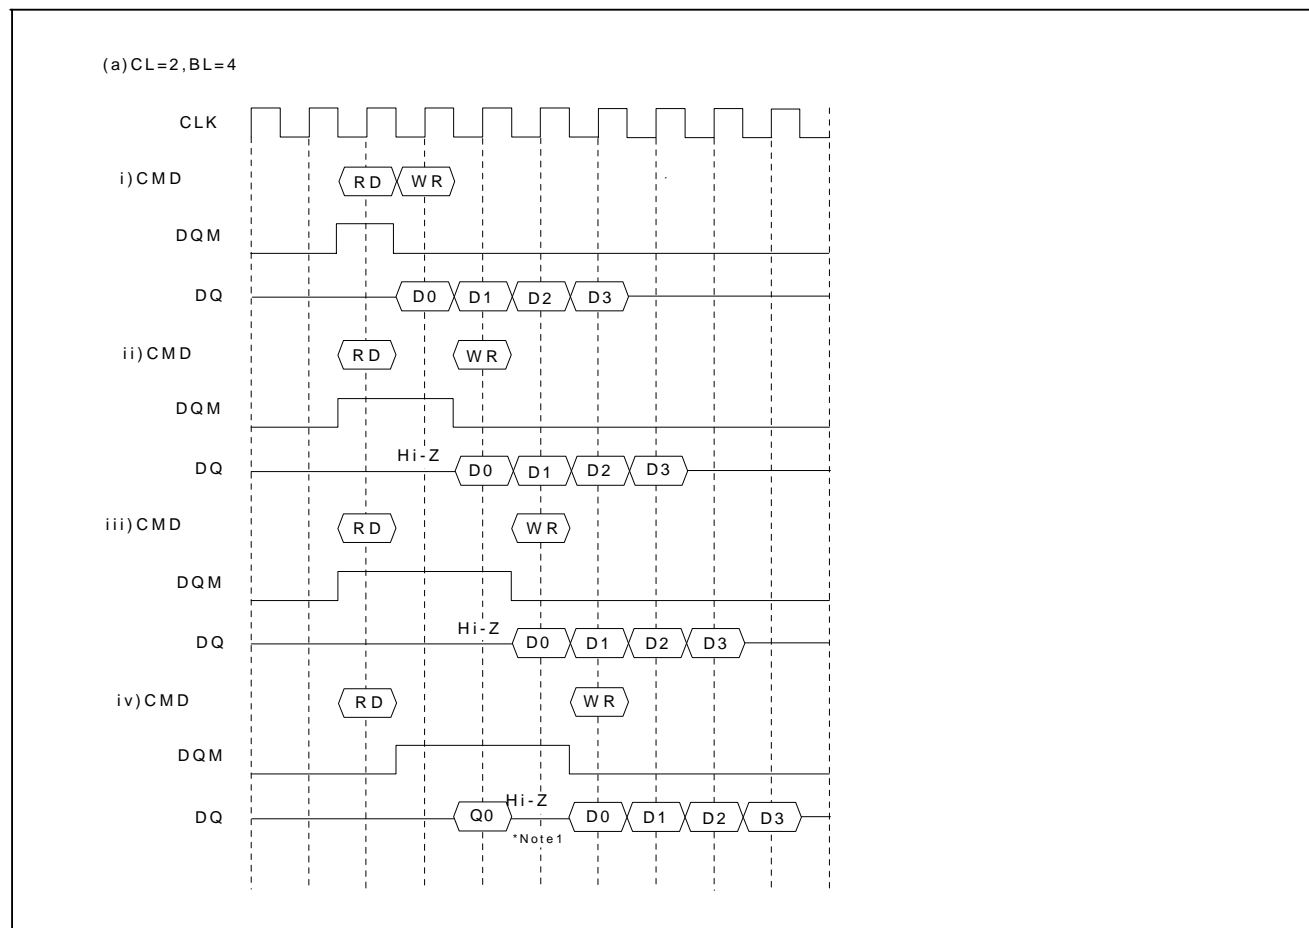 (a)CL=2,BL=4
CLK
i)CMD RD WR
DQM
DQ D0 D1 D2 D3
ii)CMD RD WR
DQM
DQ Hi-Z D0 D1 D2 D3
iii)CMD RD WR
DQM
DQ Hi-Z D0 D1 D2 D3
iv)CMD RD WR
DQM
DQ Q0 Hi-Z D0 D1 D2 D3
*Note1